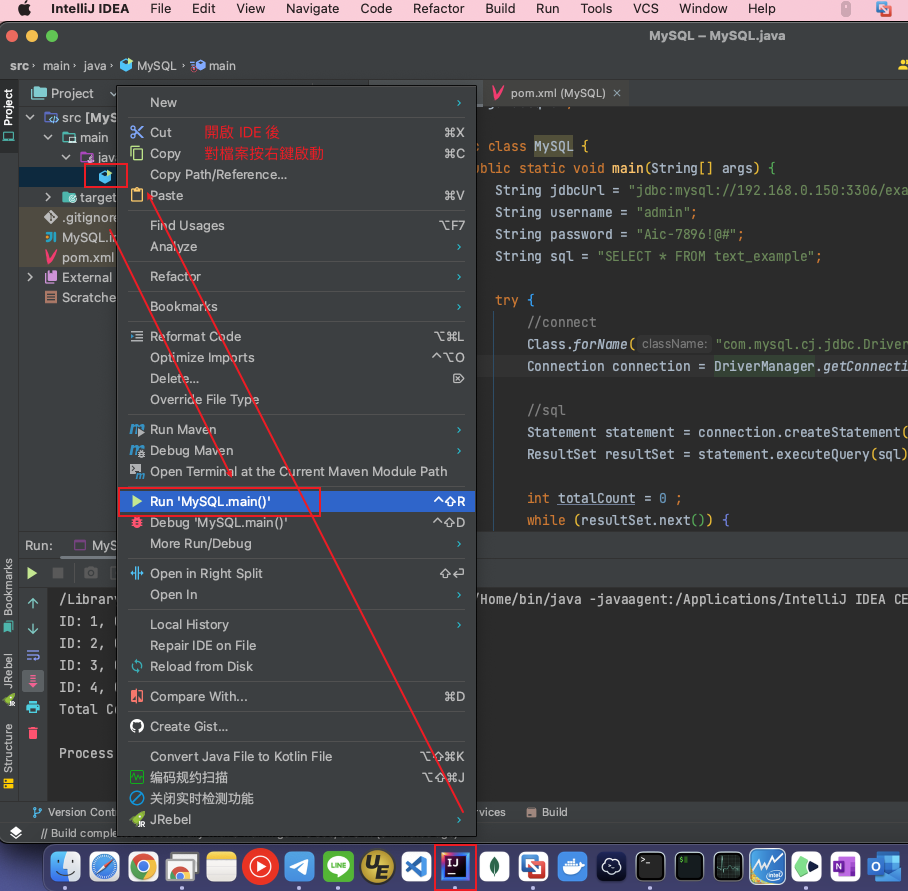 IntelliJ IDEA File Edit View Navigate Code Refactor Build Run Tools VCS Window Help
MySQL – MySQL.java
src › main › java › MySQL › main
Project
Project
pom.xml (MySQL) ×
src [MyS
main
java
target
.gitignore
MySQL.i
pom.xml
External
Scratche
New
Cut ⌘X
開啟 IDE 後
Copy ⌘C
對檔案按右鍵啟動
Copy Path/Reference...
Paste ⌘V
Find Usages ⌥F7
Analyze
Refactor
Bookmarks
Reformat Code ⌥⌘L
Optimize Imports ^⌥O
Delete... ⌦
Override File Type
Run Maven
Debug Maven
Open Terminal at the Current Maven Module Path
Run 'MySQL.main()' ^⇧R
Debug 'MySQL.main()' ^⇧D
More Run/Debug
Open in Right Split ⇧⏎
Open In
Local History
Repair IDE on File
Reload from Disk
Compare With... ⌘D
Create Gist...
Convert Java File to Kotlin File ⌥⇧⌘K
编码规约扫描 ⌥⇧⌘J
关闭实时检测功能
JRebel
class MySQL {
ublic static void main(String[] args) {
String jdbcUrl = "jdbc:mysql://192.168.0.150:3306/exa
String username = "admin";
String password = "Aic-7896!@#";
String sql = "SELECT * FROM text_example";
try {
//connect
Class.forName( className: "com.mysql.cj.jdbc.Driver
Connection connection = DriverManager.getConnecti
//sql
Statement statement = connection.createStatement(
ResultSet resultSet = statement.executeQuery(sql)
int totalCount = 0 ;
while (resultSet.next()) {
Run: MyS
/Library
/Home/bin/java -javaagent:/Applications/IntelliJ IDEA CE
ID: 1,
ID: 2,
ID: 3,
ID: 4,
Total Co
Process
Bookmarks
JRebel
Structure
Version Cont
rvices
Build
// Build comple